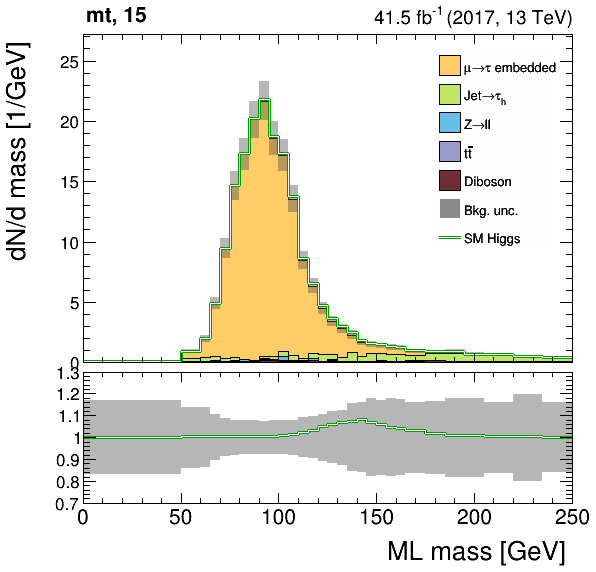 mt, 15
41.5 fb⁻¹ (2017, 13 TeV)
dN/d mass [1/GeV]
25
20
15
10
5
0
μ→τ embedded
Jet→τₕ
Z→ll
tt̄
Diboson
Bkg. unc.
SM Higgs
1.3
1.2
1.1
1
0.9
0.8
0.7
0 50 100 150 200 250
ML mass [GeV]